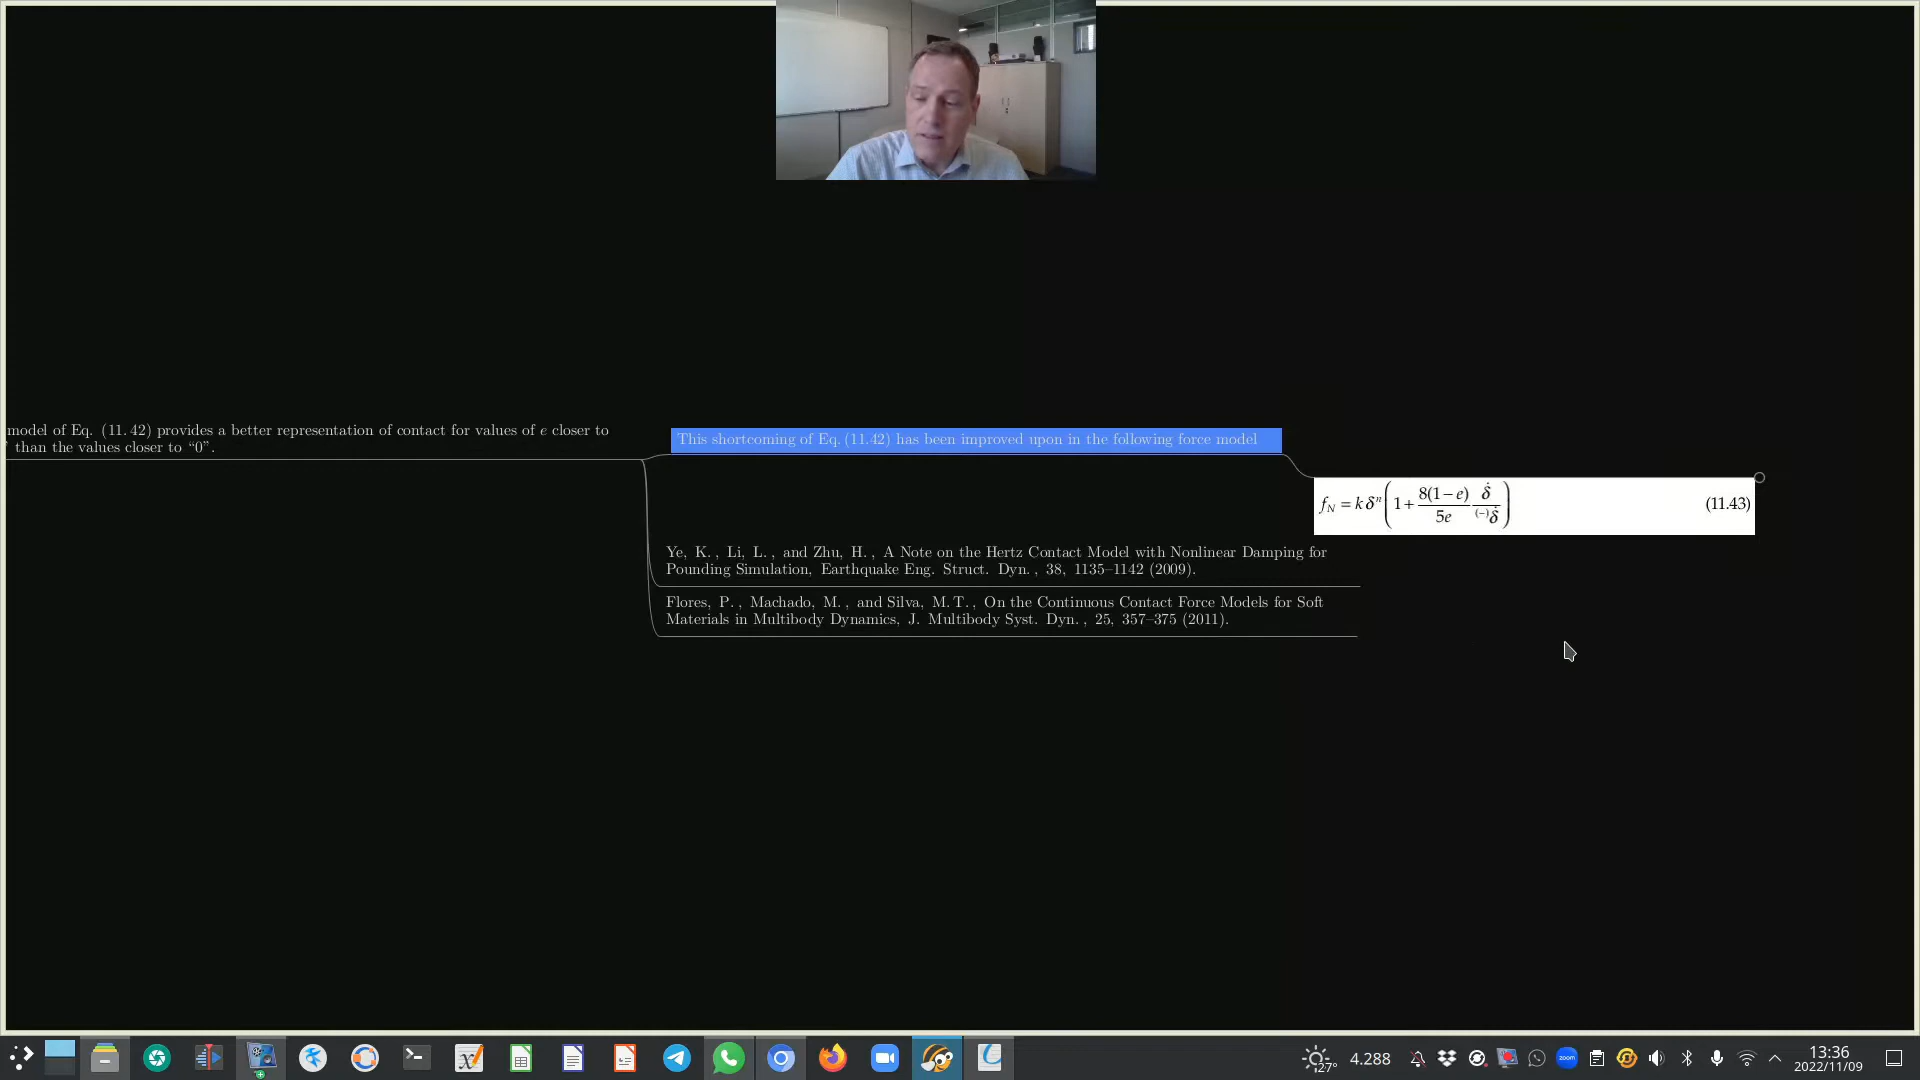 model of Eq. (11.42) provides a better representation of contact for values of e closer to
" than the values closer to “0”.
This shortcoming of Eq. (11.42) has been improved upon in the following force model
f_N = k δ^n (1 + 8(1 − e)/5e δ̇/^(−)δ̇) (11.43)
Ye, K., Li, L., and Zhu, H., A Note on the Hertz Contact Model with Nonlinear Damping for
Pounding Simulation, Earthquake Eng. Struct. Dyn., 38, 1135–1142 (2009).
Flores, P., Machado, M., and Silva, M.T., On the Continuous Contact Force Models for Soft
Materials in Multibody Dynamics, J. Multibody Syst. Dyn., 25, 357–375 (2011).
27°
4.288
zoom
13:36
2022/11/09